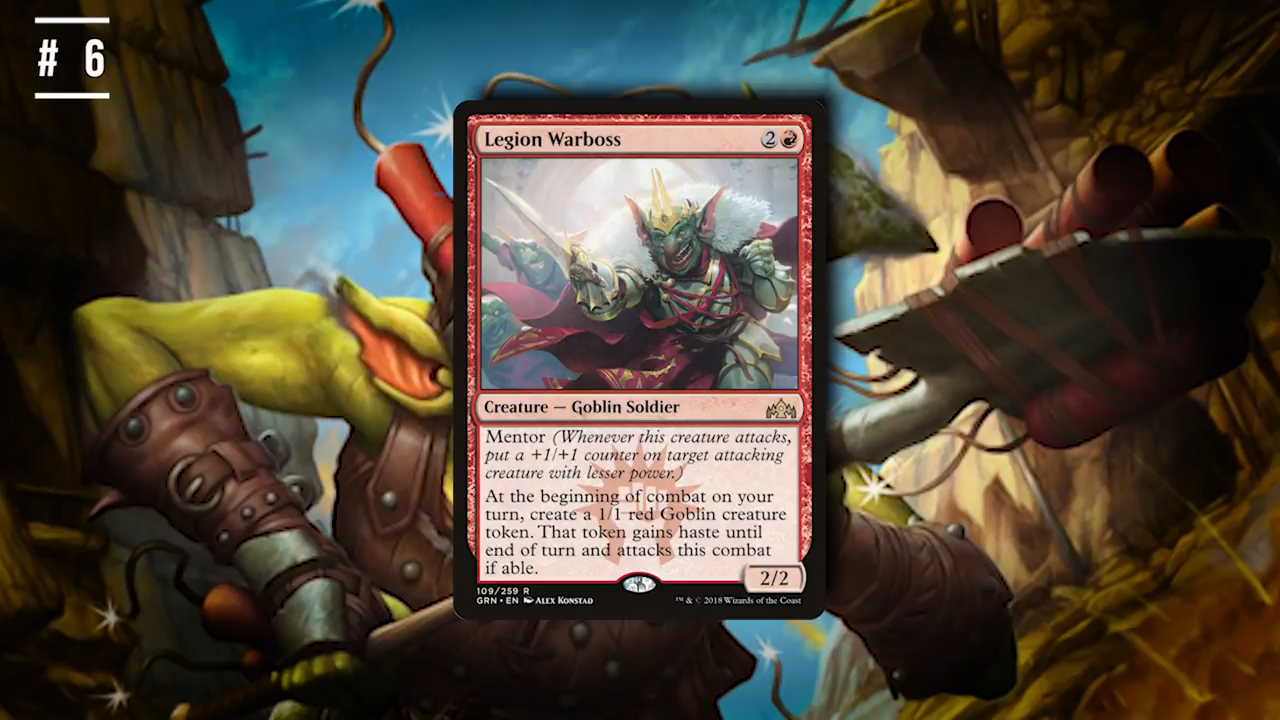 # 6
Legion Warboss 2
Creature — Goblin Soldier
Mentor (Whenever this creature attacks,
put a +1/+1 counter on target attacking
creature with lesser power.)
At the beginning of combat on your
turn, create a 1/1 red Goblin creature
token. That token gains haste until
end of turn and attacks this combat
if able.
2/2
109/259 R
GRN • EN Alex Konstad ™ & © 2018 Wizards of the Coast